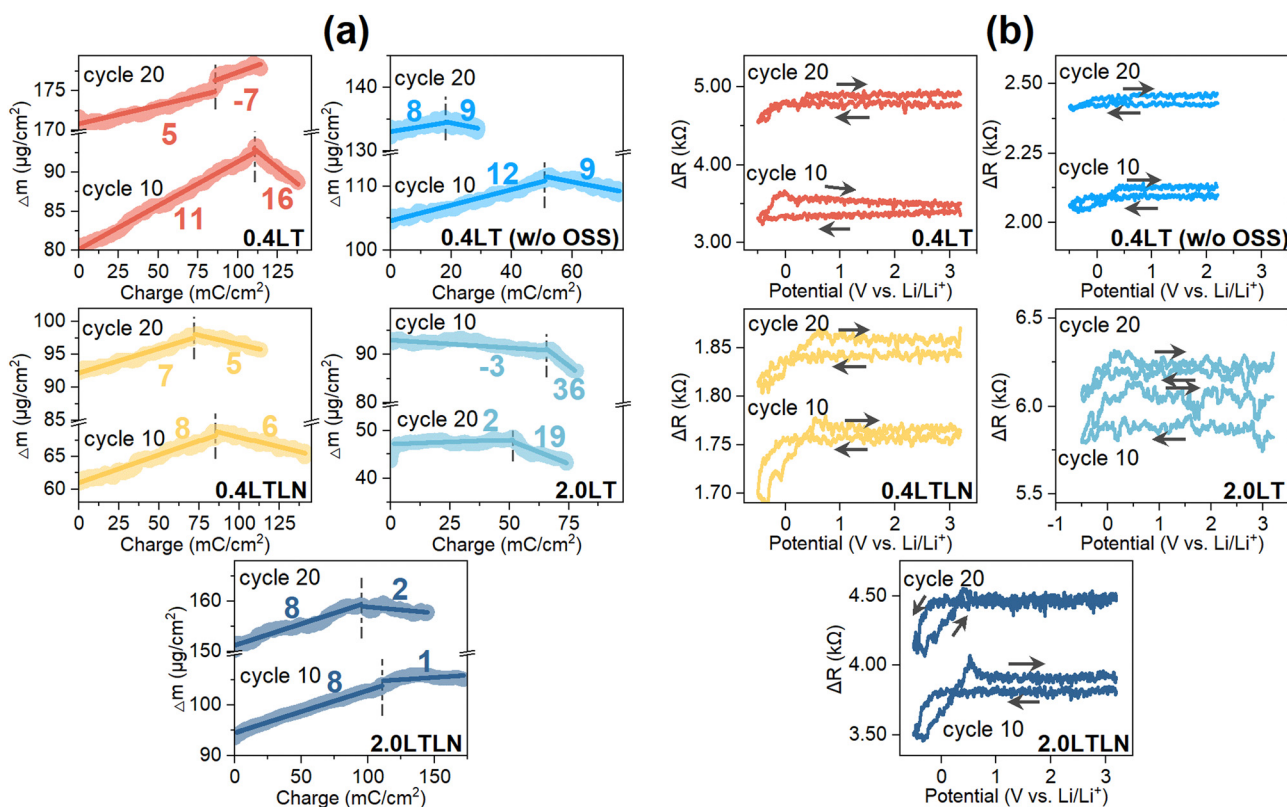 (a)
(b)
cycle 20
-7
5
cycle 10
11
16
0.4LT
175
170
90
85
80
0 25 50 75 100 125
Charge (mC/cm²)
△m (μg/cm²)
cycle 20
8 9
cycle 10
12
9
0.4LT (w/o OSS)
140
130
110
100
0 20 40 60
Charge (mC/cm²)
△m (μg/cm²)
cycle 20
7
5
cycle 10
8
6
0.4LTLN
100
95
90
85
65
60
0 25 50 75 100 125
Charge (mC/cm²)
△m (μg/cm²)
cycle 10
-3
36
cycle 20
2
19
2.0LT
90
50
40
0 25 50 75
Charge (mC/cm²)
△m (μg/cm²)
cycle 20
8
2
cycle 10
8
1
2.0LTLN
160
150
100
90
0 50 100 150
Charge (mC/cm²)
△m (μg/cm²)
cycle 20
cycle 10
0.4LT
5.00
4.00
3.00
0 1 2 3
Potential (V vs. Li/Li⁺)
ΔR (kΩ)
cycle 20
cycle 10
0.4LT (w/o OSS)
2.50
2.25
2.00
0 1 2 3
Potential (V vs. Li/Li⁺)
ΔR (kΩ)
cycle 20
cycle 10
0.4LTLN
1.85
1.80
1.75
1.70
0 1 2 3
Potential (V vs. Li/Li⁺)
ΔR (kΩ)
cycle 20
cycle 10
2.0LT
6.5
6.25
6.0
5.75
-1 0 1 2 3
Potential (V vs. Li/Li⁺)
ΔR (kΩ)
cycle 20
cycle 10
2.0LTLN
4.50
4.00
3.50
0 1 2 3
Potential (V vs. Li/Li⁺)
ΔR (kΩ)